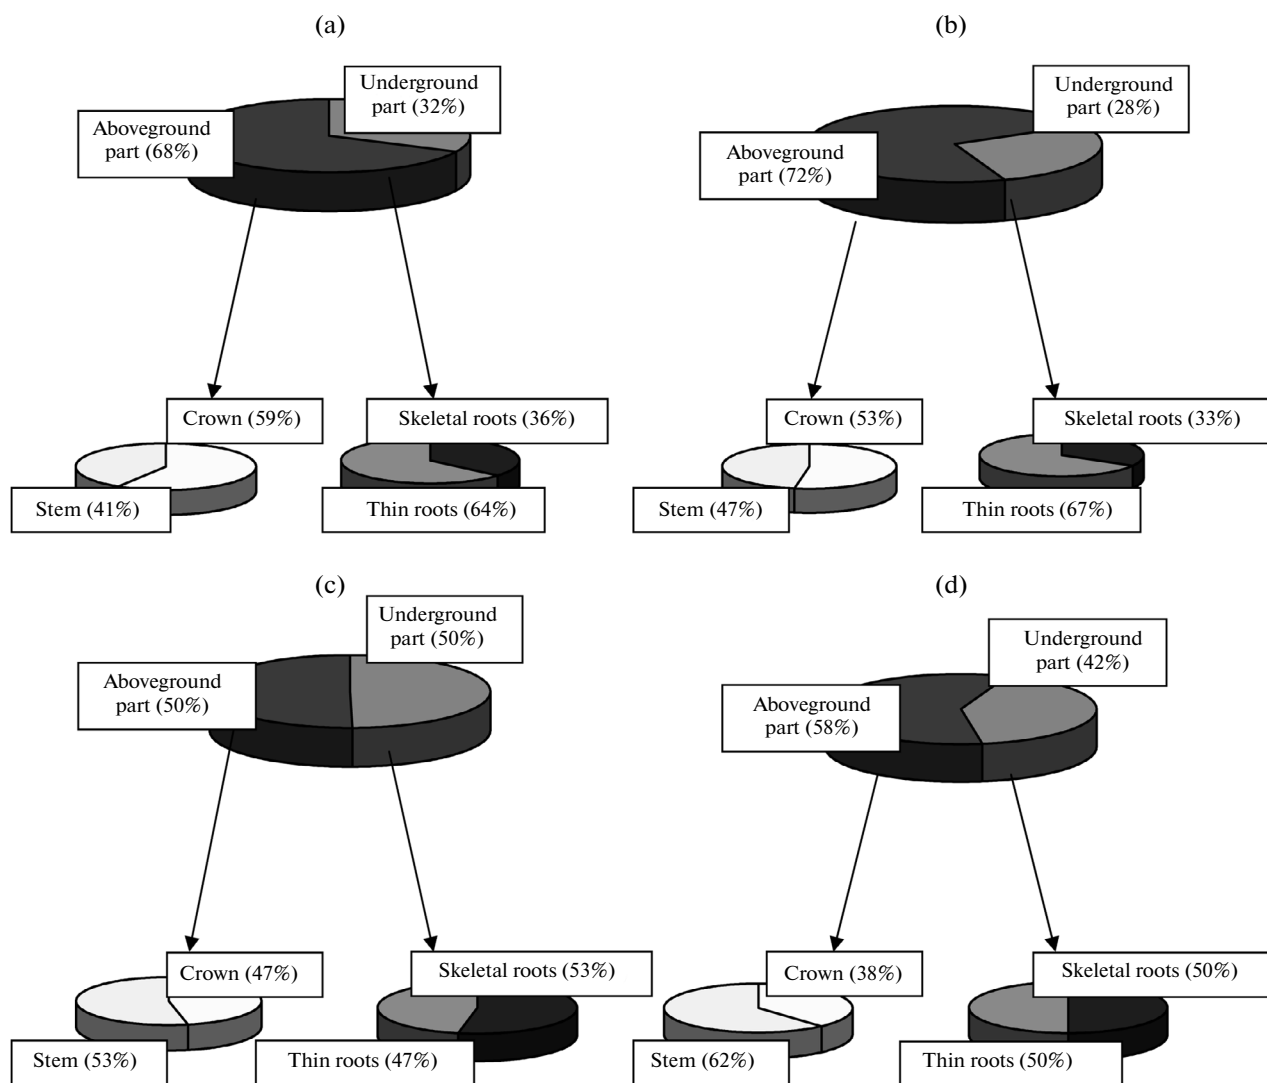 (a)
Underground
part (32%)
Aboveground
part (68%)
Crown (59%)
Skeletal roots (36%)
Stem (41%)
Thin roots (64%)
(b)
Underground
part (28%)
Aboveground
part (72%)
Crown (53%)
Skeletal roots (33%)
Stem (47%)
Thin roots (67%)
(c)
Underground
part (50%)
Aboveground
part (50%)
Crown (47%)
Skeletal roots (53%)
Stem (53%)
Thin roots (47%)
(d)
Underground
part (42%)
Aboveground
part (58%)
Crown (38%)
Skeletal roots (50%)
Stem (62%)
Thin roots (50%)